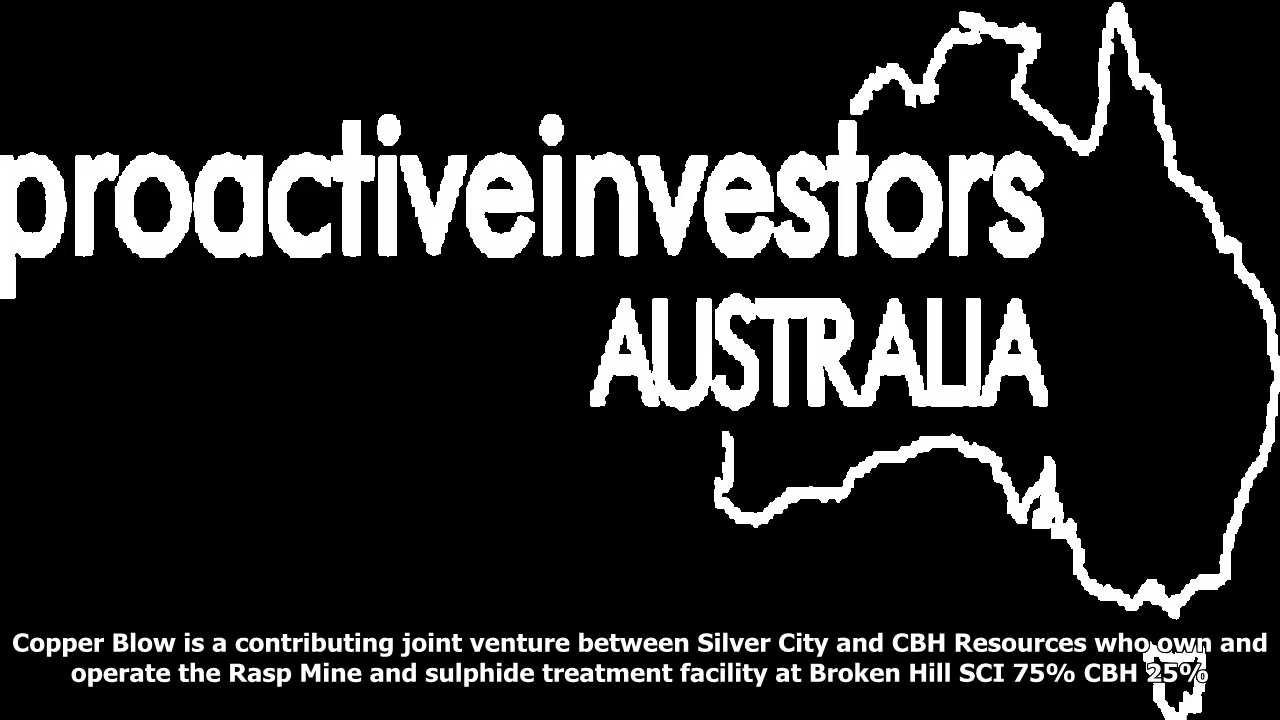 proactiveinvestors
AUSTRALIA
Copper Blow is a contributing joint venture between Silver City and CBH Resources who own and
operate the Rasp Mine and sulphide treatment facility at Broken Hill SCI 75% CBH 25%